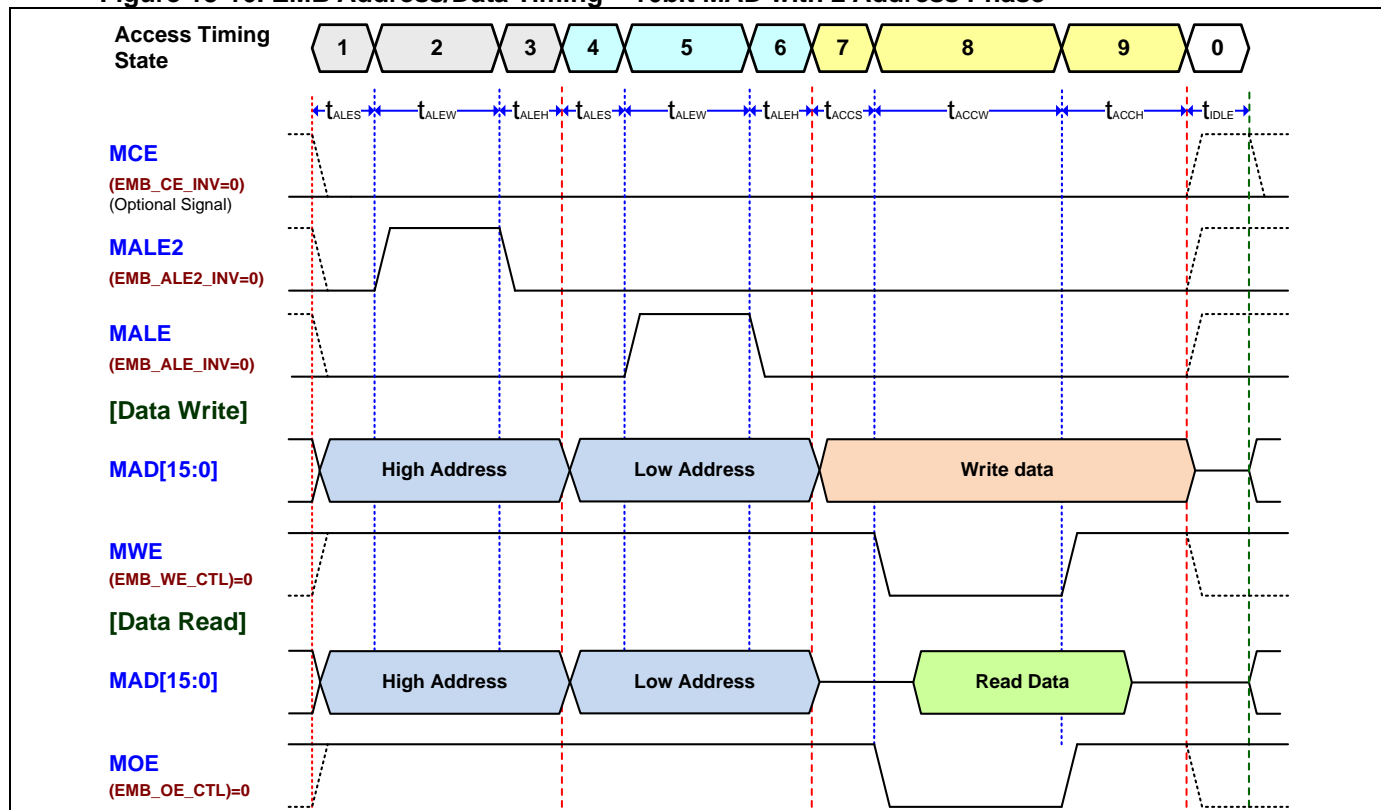 Access Timing
State
1 2 3 4 5 6 7 8 9 0
tALES tALEW tALEH tALES tALEW tALEH tACCS tACCW tACCH tIDLE
MCE
(EMB_CE_INV=0)
(Optional Signal)
MALE2
(EMB_ALE2_INV=0)
MALE
(EMB_ALE_INV=0)
[Data Write]
MAD[15:0] High Address Low Address Write data
MWE
(EMB_WE_CTL)=0
[Data Read]
MAD[15:0] High Address Low Address Read Data
MOE
(EMB_OE_CTL)=0